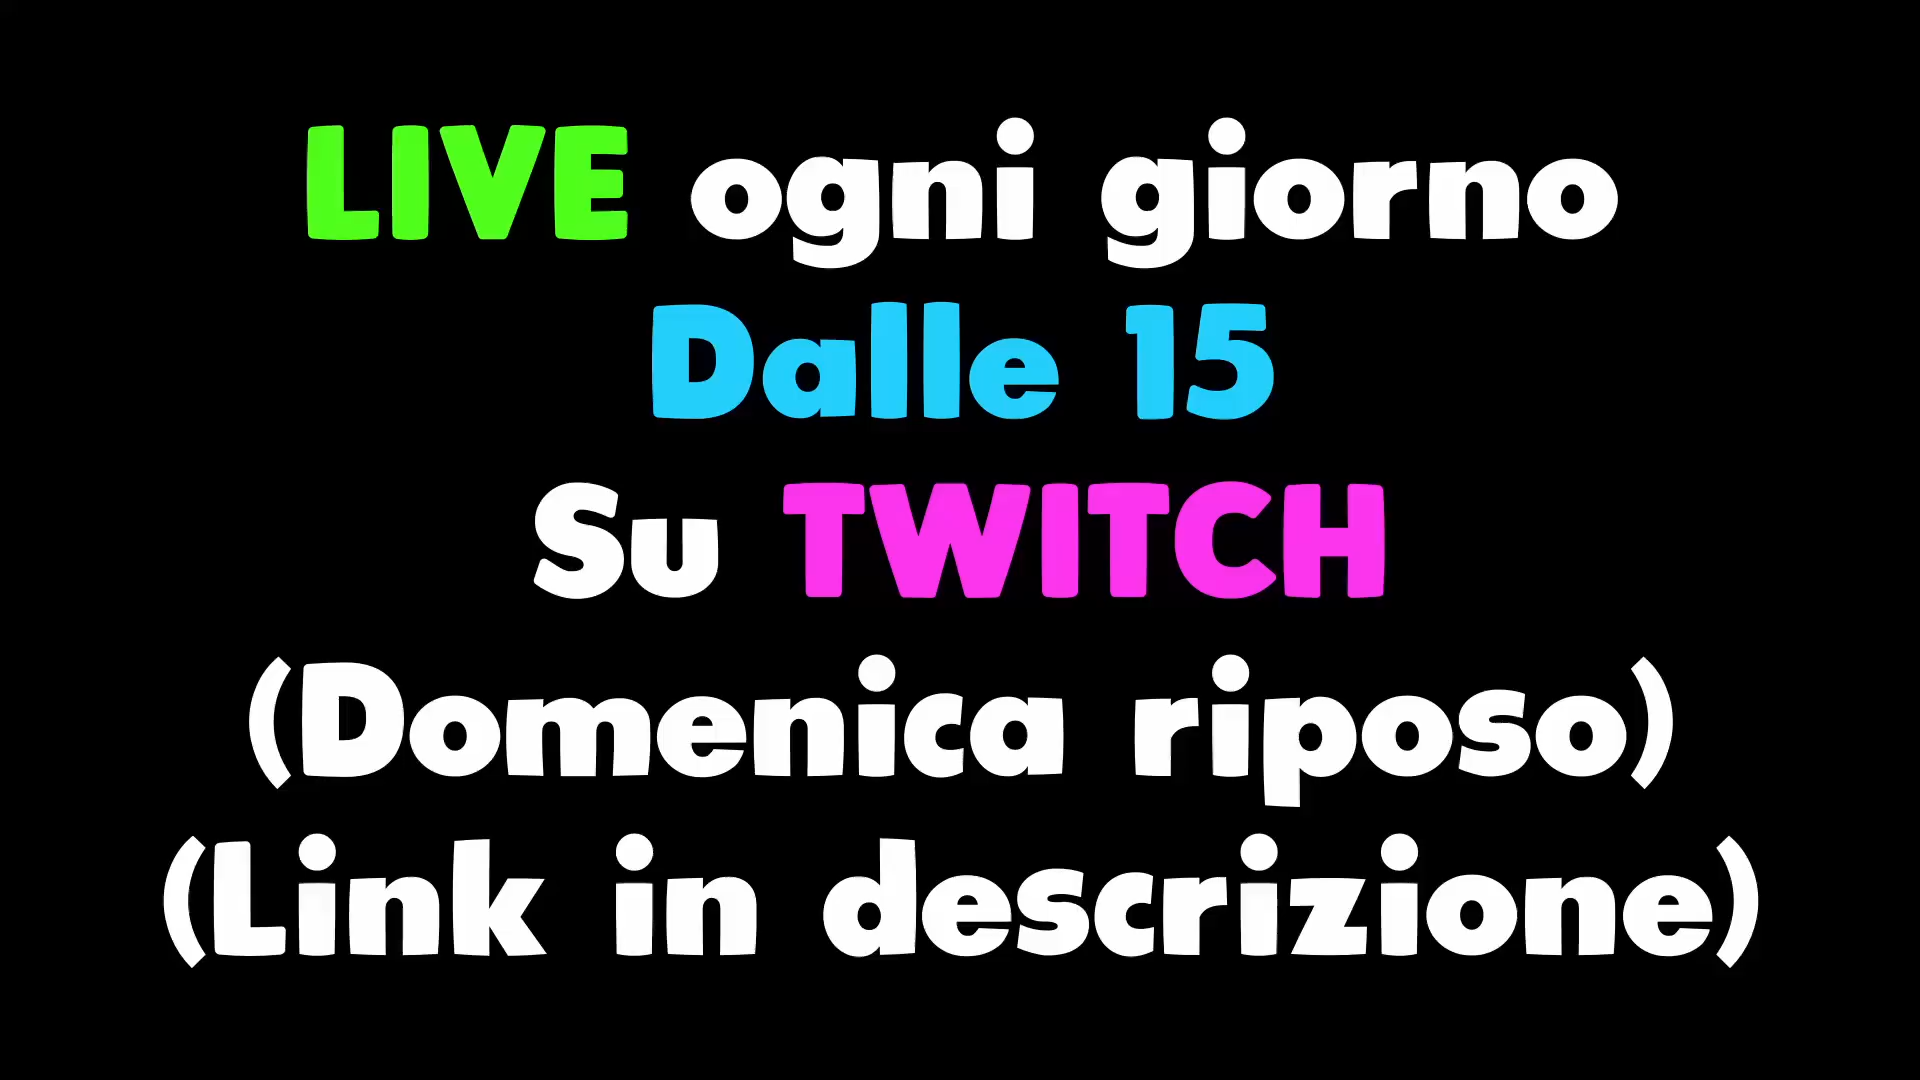 LIVE ogni giorno
Dalle 15
Su TWITCH
(Domenica riposo)
(Link in descrizione)